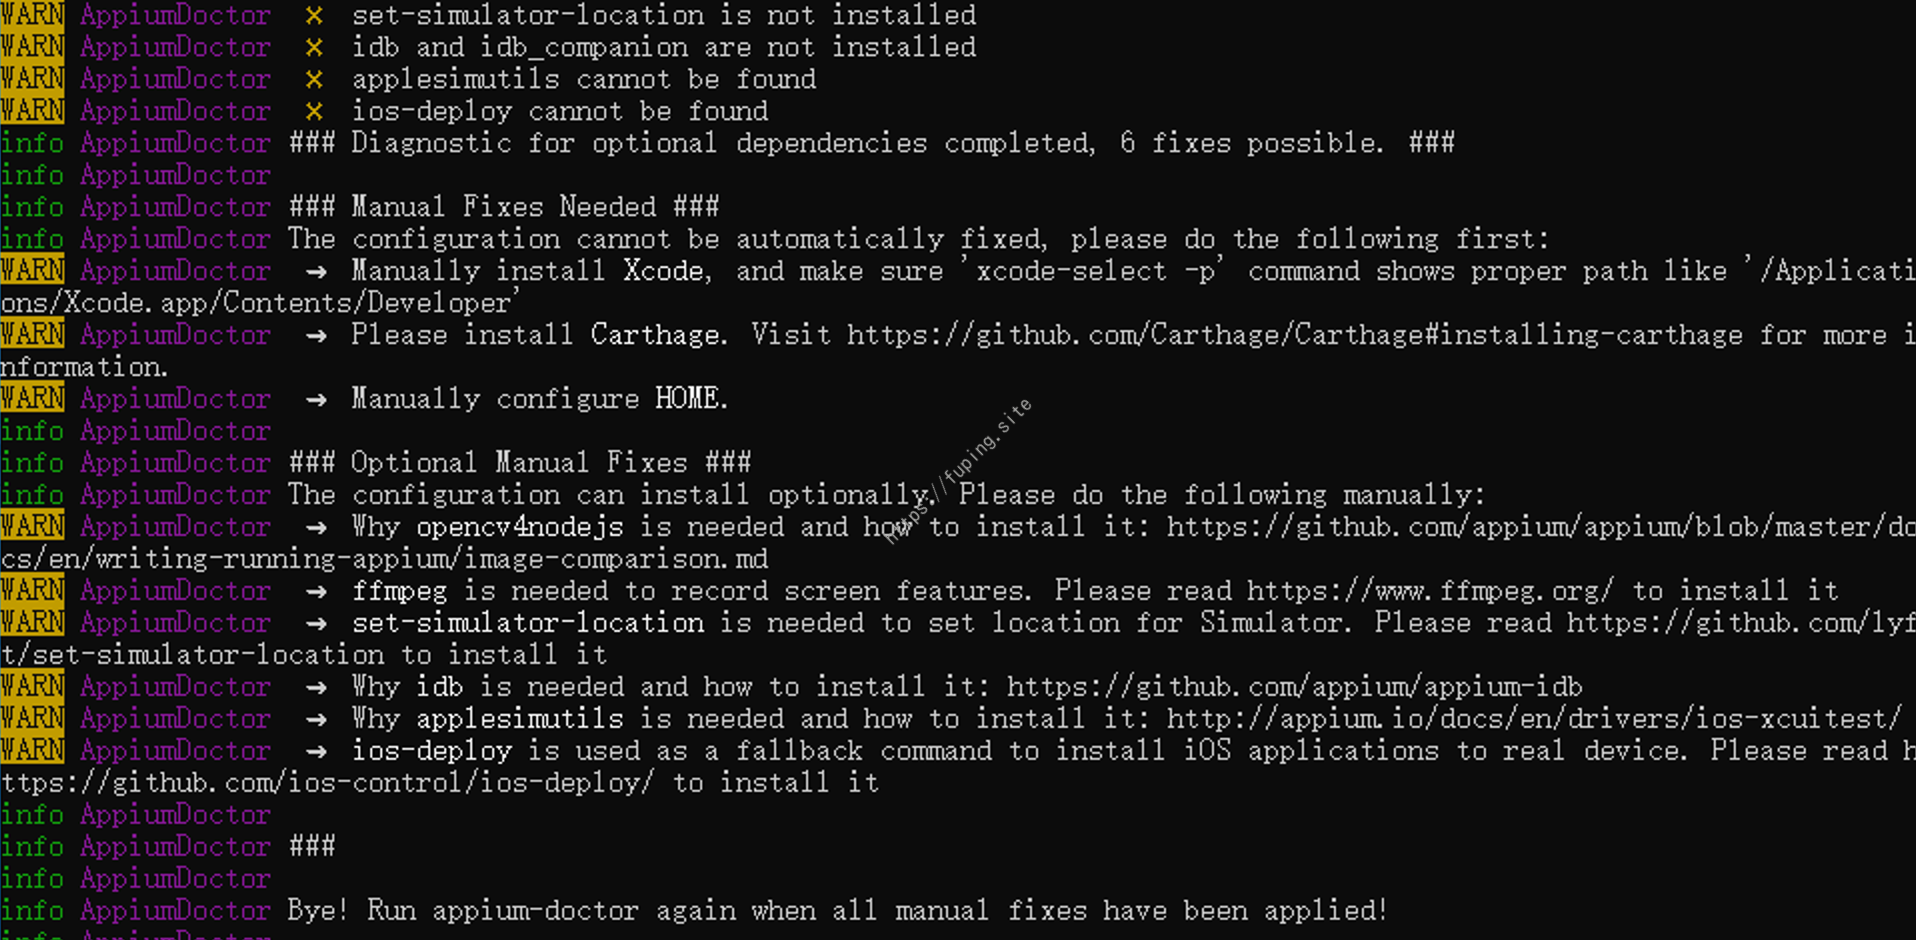 WARN AppiumDoctor  ✖ set-simulator-location is not installed
WARN AppiumDoctor  ✖ idb and idb_companion are not installed
WARN AppiumDoctor  ✖ applesimutils cannot be found
WARN AppiumDoctor  ✖ ios-deploy cannot be found
info AppiumDoctor ### Diagnostic for optional dependencies completed, 6 fixes possible. ###
info AppiumDoctor
info AppiumDoctor ### Manual Fixes Needed ###
info AppiumDoctor The configuration cannot be automatically fixed, please do the following first:
WARN AppiumDoctor  ➜ Manually install Xcode, and make sure 'xcode-select -p' command shows proper path like '/Applicati
ons/Xcode.app/Contents/Developer'
WARN AppiumDoctor  ➜ Please install Carthage. Visit https://github.com/Carthage/Carthage#installing-carthage for more i
nformation.
WARN AppiumDoctor  ➜ Manually configure HOME.
info AppiumDoctor
info AppiumDoctor ### Optional Manual Fixes ###
info AppiumDoctor The configuration can install optionally. Please do the following manually:
WARN AppiumDoctor  ➜ Why opencv4nodejs is needed and how to install it: https://github.com/appium/appium/blob/master/do
cs/en/writing-running-appium/image-comparison.md
WARN AppiumDoctor  ➜ ffmpeg is needed to record screen features. Please read https://www.ffmpeg.org/ to install it
WARN AppiumDoctor  ➜ set-simulator-location is needed to set location for Simulator. Please read https://github.com/lyf
t/set-simulator-location to install it
WARN AppiumDoctor  ➜ Why idb is needed and how to install it: https://github.com/appium/appium-idb
WARN AppiumDoctor  ➜ Why applesimutils is needed and how to install it: http://appium.io/docs/en/drivers/ios-xcuitest/
WARN AppiumDoctor  ➜ ios-deploy is used as a fallback command to install iOS applications to real device. Please read h
ttps://github.com/ios-control/ios-deploy/ to install it
info AppiumDoctor
info AppiumDoctor ###
info AppiumDoctor
info AppiumDoctor Bye! Run appium-doctor again when all manual fixes have been applied!
info AppiumDoctor
https://fuping.site